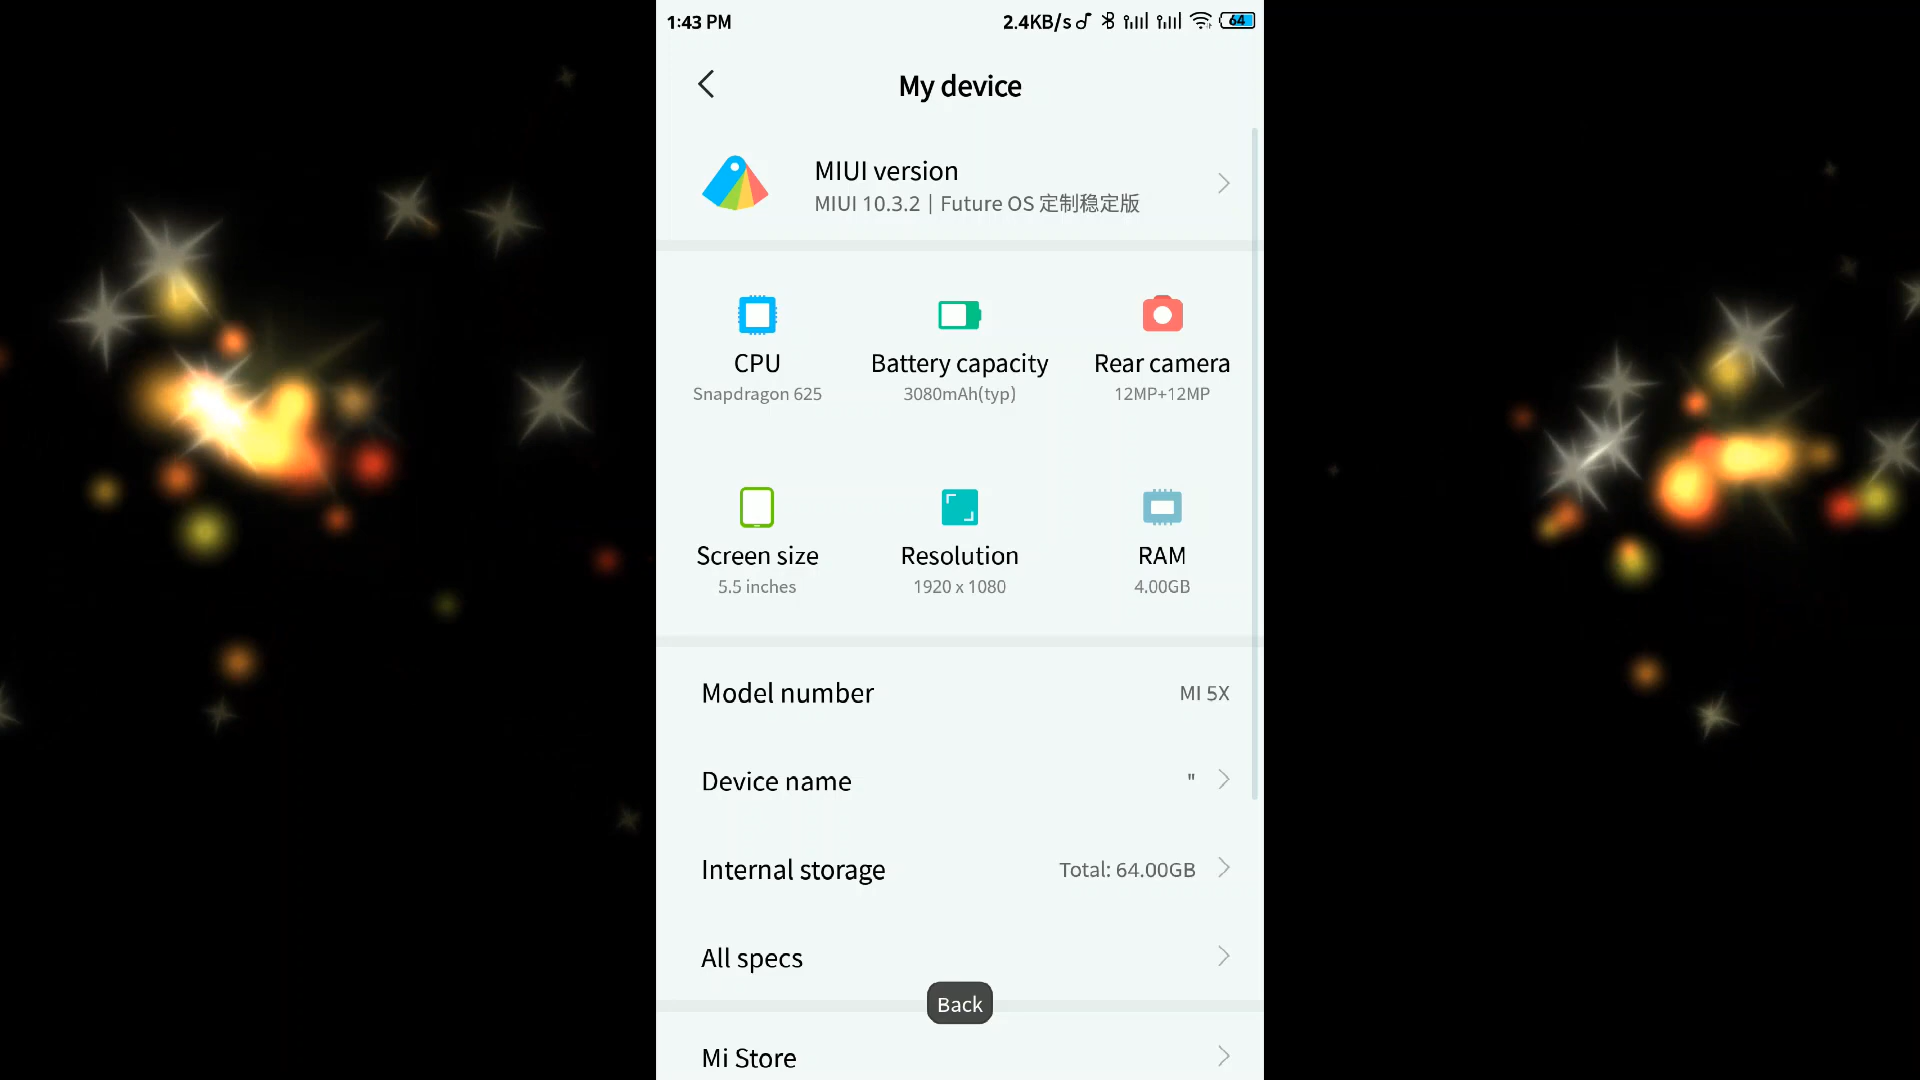 1:43 PM
2.4KB/s
64
My device
MIUI version
MIUI 10.3.2 | Future OS 定制稳定版
CPU
Battery capacity
Rear camera
Snapdragon 625
3080mAh(typ)
12MP+12MP
Screen size
Resolution
RAM
5.5 inches
1920 x 1080
4.00GB
Model number
MI 5X
Device name
"
Internal storage
Total: 64.00GB
All specs
Back
Mi Store